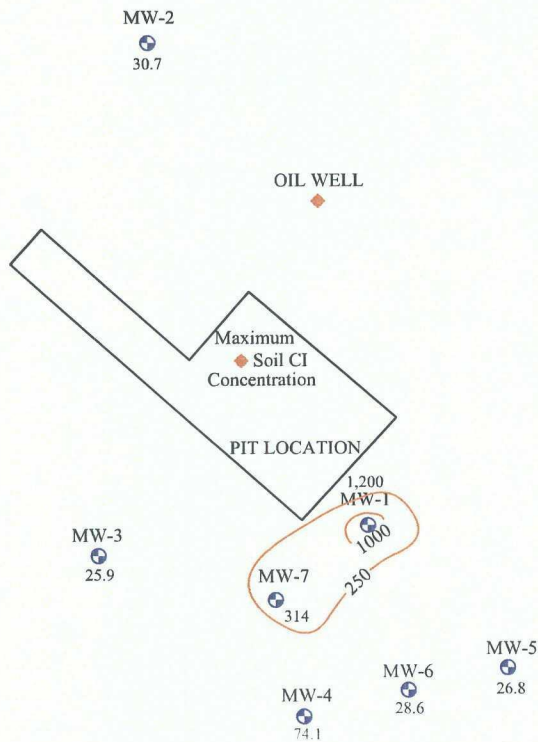 MW-2
30.7
OIL WELL
Maximum
Soil Cl
Concentration
PIT LOCATION
1,200
MW-1
1000
MW-3
25.9
MW-7
314
250
MW-5
26.8
MW-6
28.6
MW-4
74.1